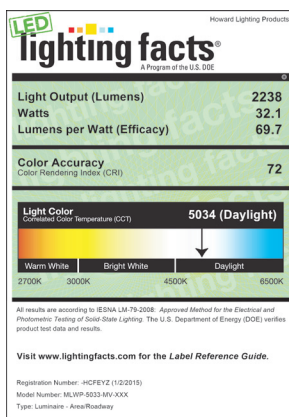 LED
Howard Lighting Products
lighting facts®
A Program of the U.S. DOE
Light Output (Lumens) 2238
Watts 32.1
Lumens per Watt (Efficacy) 69.7
Color Accuracy
Color Rendering Index (CRI) 72
Light Color
Correlated Color Temperature (CCT) 5034 (Daylight)
Warm White Bright White Daylight
2700K 3000K 4500K 6500K
All results are according to IESNA LM-79-2008: Approved Method for the Electrical and
Photometric Testing of Solid-State Lighting. The U.S. Department of Energy (DOE) verifies
product test data and results.
Visit www.lightingfacts.com for the Label Reference Guide.
Registration Number: -HCFEYZ (1/2/2015)
Model Number: MLWP-5033-MV-XXX
Type: Luminaire - Area/Roadway